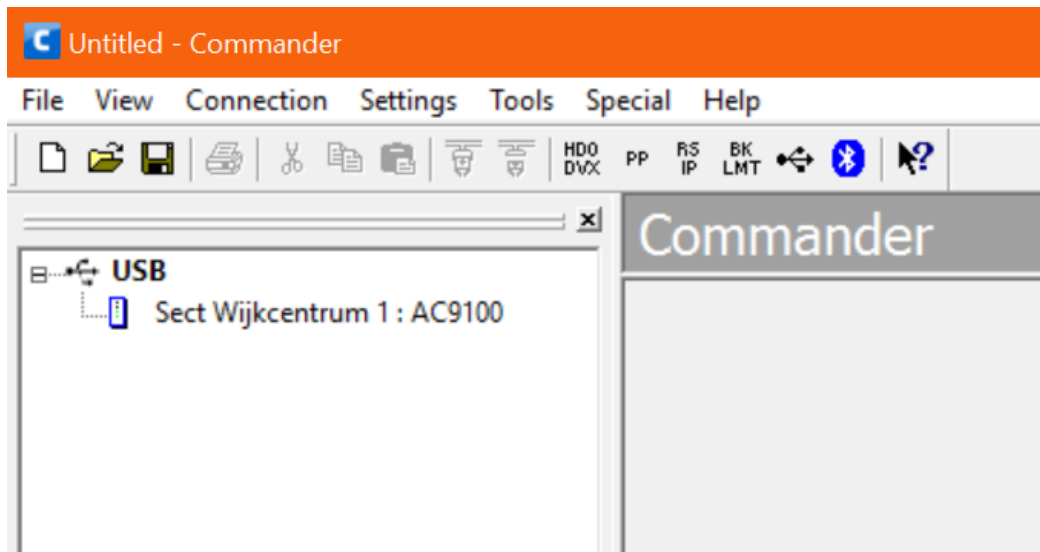 C Untitled - Commander
File View Connection Settings Tools Special Help
HDO DVX PP RS IP BK LMT
Commander
USB
Sect Wijkcentrum 1 : AC9100